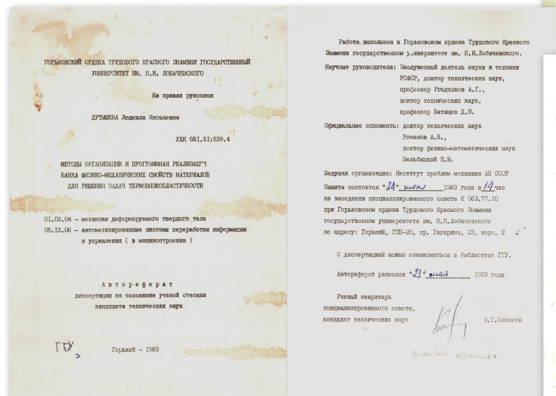 ГОРЬКОВСКИЙ ОРДЕНА ТРУДОВОГО КРАСНОГО ЗНАМЕНИ ГОСУДАРСТВЕННЫЙ
УНИВЕРСИТЕТ ИМ. Н.И. ЛОБАЧЕВСКОГО
На правах рукописи
Людмила Яковлевна
УДК 681.51:539.4
МЕТОДЫ ОРГАНИЗАЦИИ И ПРОГРАММНАЯ РЕАЛИЗАЦИЯ
БАНКА ФИЗИКО-МЕХАНИЧЕСКИХ СВОЙСТВ МАТЕРИАЛОВ
ДЛЯ РЕШЕНИЯ ЗАДАЧ ТЕРМОВЯЗКОПЛАСТИЧНОСТИ
01.02.04 - механика деформируемого твердого тела
05.13.06 - автоматизированные системы переработки информации
и управления ( в машиностроении )
Автореферат
диссертации на соискание ученой степени
кандидата технических наук
ГГУ
Горький - 1983
Работа выполнена в Горьковском ордена Трудового Красного
Знамени государственном университете им. Н.И.Лобачевского.
Научные руководители: Заслуженный деятель науки и техники
РСФСР, доктор технических наук,
профессор Угодчиков А.Г.,
доктор технических наук,
профессор Батищев Д.И.
Официальные оппоненты: доктор технических наук
Романов А.Н.,
доктор физико-математических наук
Вельбицкий И.В.
Ведущая организация: Институт проблем механики АН СССР
Защита состоится "24" июня 1983 года в 14 час
на заседании специализированного совета К 063.77.10
при Горьковском ордена Трудового Красного Знамени
государственном университете им. Н.И.Лобачевского
по адресу: Горький, ГСП-20, пр. Гагарина, 23, корп. 2
С диссертацией можно ознакомиться в библиотеке ГГУ.
Автореферат разослан "23" мая 1983 года
Ученый секретарь
специализированного совета,
кандидат технических наук